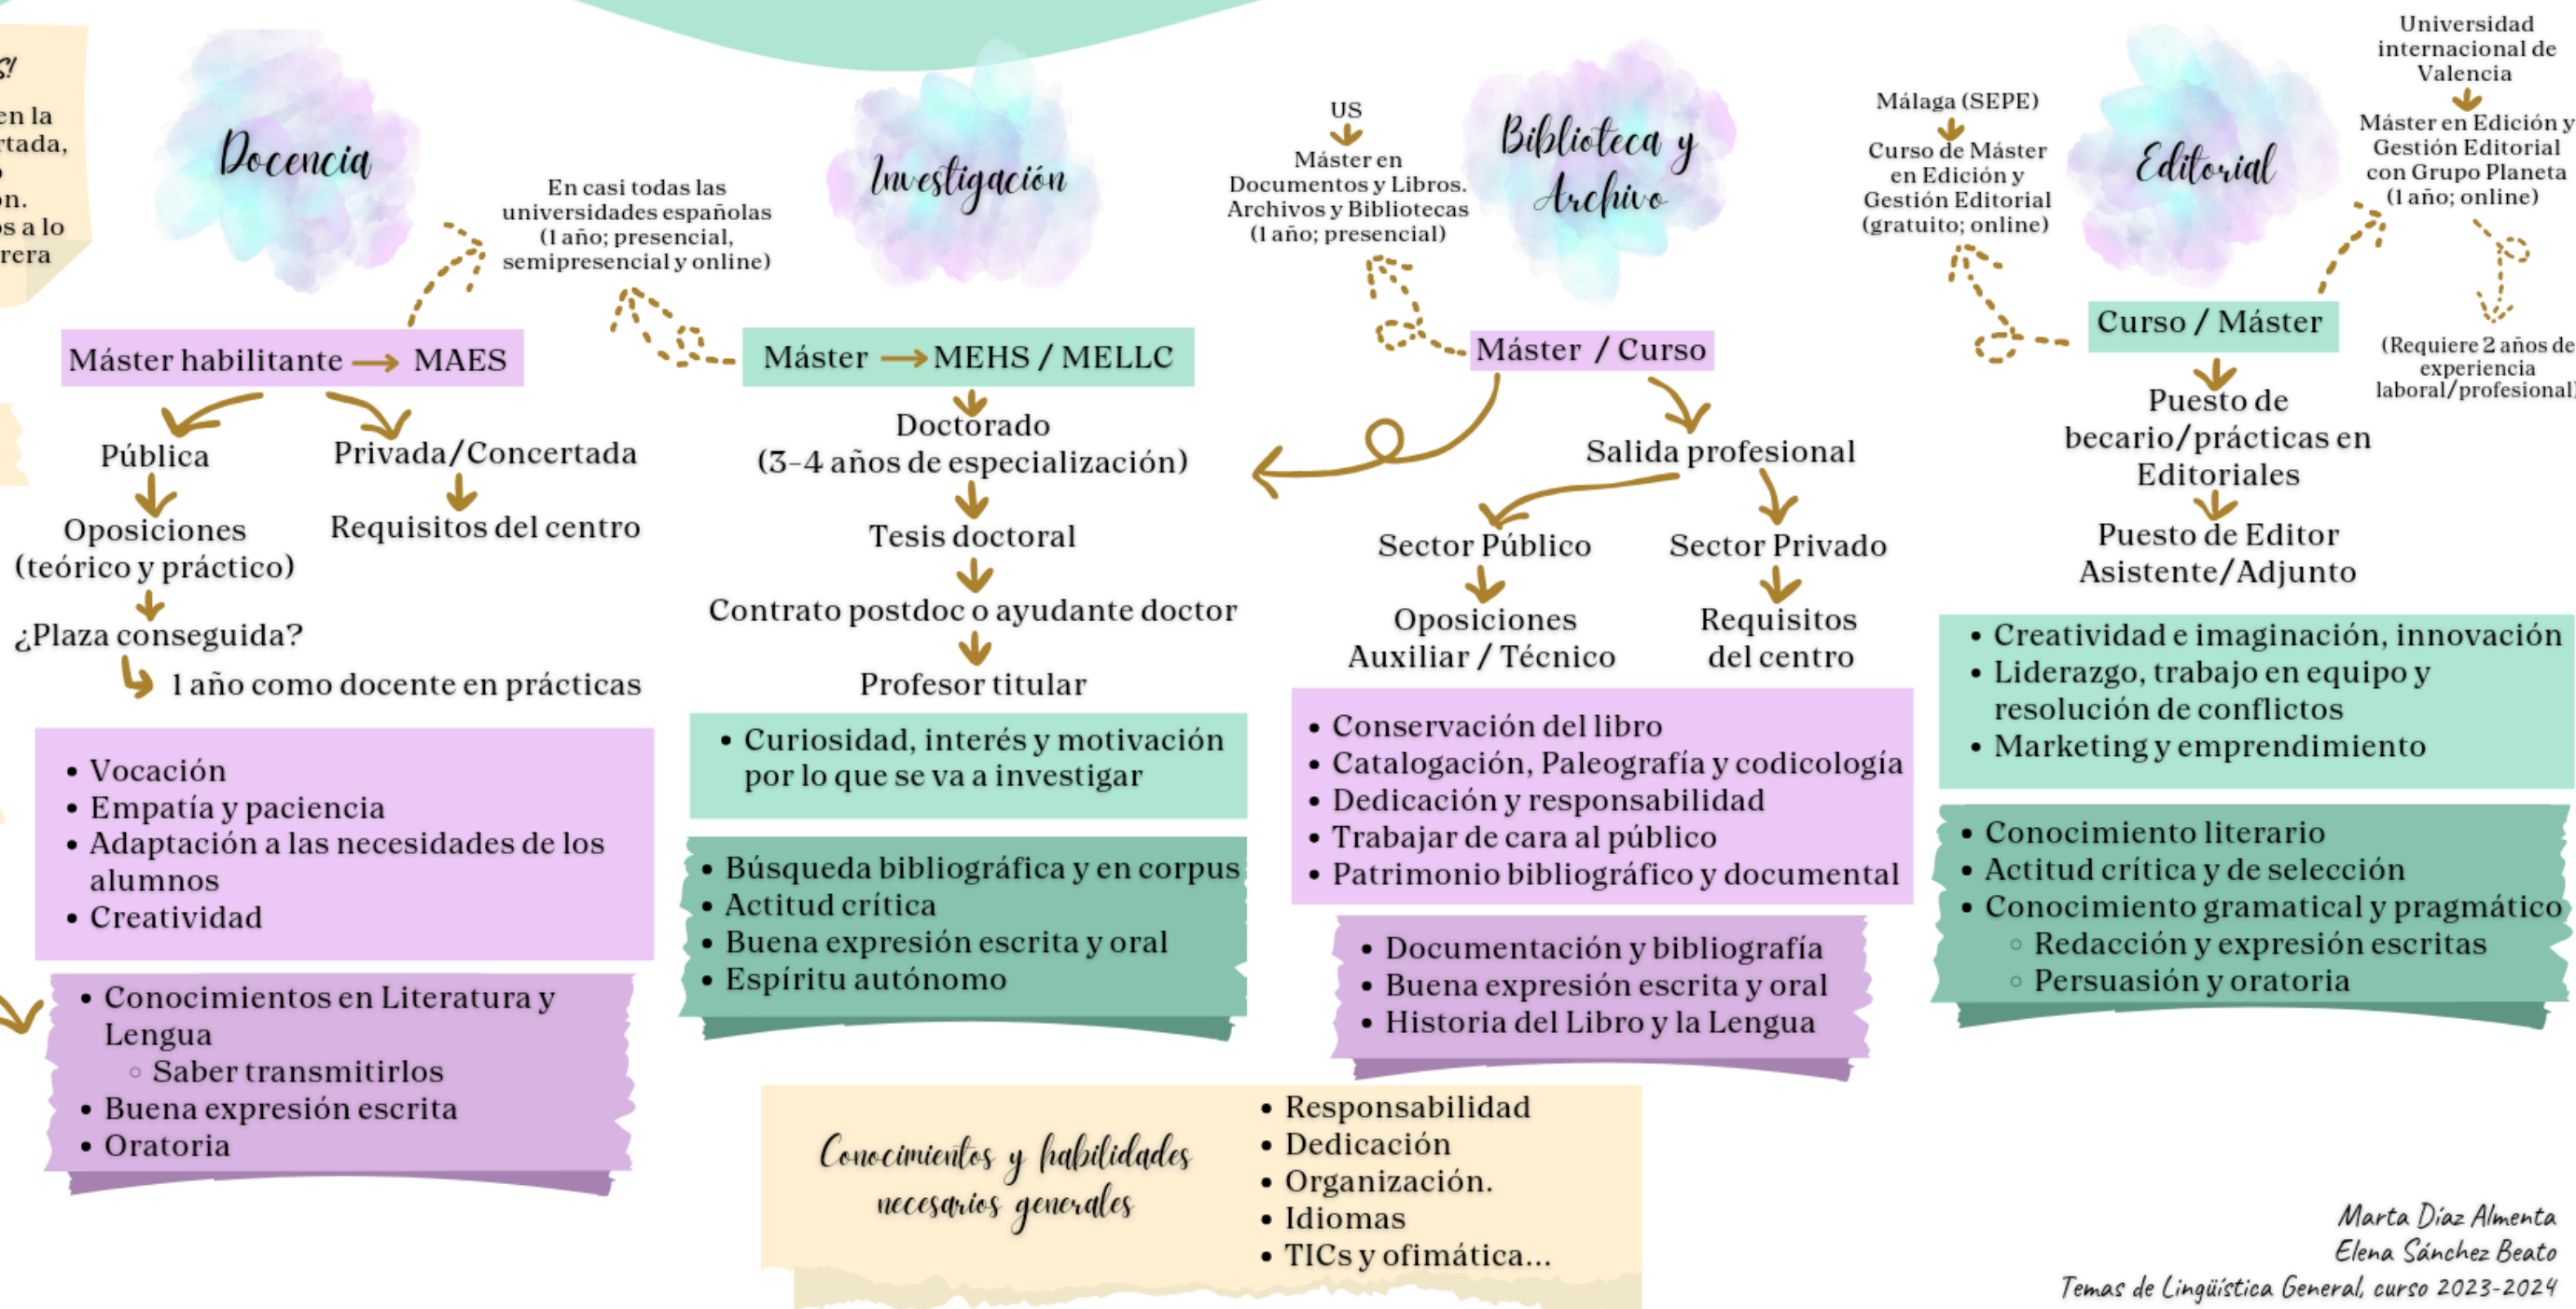 S!
en la
rtada,
o
ón.
os a lo
rera
Docencia
En casi todas las
universidades españolas
(1 año; presencial,
semipresencial y online)
Máster habilitante → MAES
Pública
Privada/Concertada
Oposiciones
(teórico y práctico)
Requisitos del centro
¿Plaza conseguida?
1 año como docente en prácticas
• Vocación
• Empatía y paciencia
• Adaptación a las necesidades de los
alumnos
• Creatividad
• Conocimientos en Literatura y
Lengua
◦ Saber transmitirlos
• Buena expresión escrita
• Oratoria
Investigación
Máster → MEHS / MELLC
Doctorado
(3-4 años de especialización)
Tesis doctoral
Contrato postdoc o ayudante doctor
Profesor titular
• Curiosidad, interés y motivación
por lo que se va a investigar
• Búsqueda bibliográfica y en corpus
• Actitud crítica
• Buena expresión escrita y oral
• Espíritu autónomo
US
Máster en
Documentos y Libros.
Archivos y Bibliotecas
(1 año; presencial)
Biblioteca y
Archivo
Máster / Curso
Salida profesional
Sector Público
Sector Privado
Oposiciones
Auxiliar / Técnico
Requisitos
del centro
• Conservación del libro
• Catalogación, Paleografía y codicología
• Dedicación y responsabilidad
• Trabajar de cara al público
• Patrimonio bibliográfico y documental
• Documentación y bibliografía
• Buena expresión escrita y oral
• Historia del Libro y la Lengua
Málaga (SEPE)
Curso de Máster
en Edición y
Gestión Editorial
(gratuito; online)
Editorial
Universidad
internacional de
Valencia
Máster en Edición y
Gestión Editorial
con Grupo Planeta
(1 año; online)
(Requiere 2 años de
experiencia
laboral/profesional)
Curso / Máster
Puesto de
becario/prácticas en
Editoriales
Puesto de Editor
Asistente/Adjunto
• Creatividad e imaginación, innovación
• Liderazgo, trabajo en equipo y
resolución de conflictos
• Marketing y emprendimiento
• Conocimiento literario
• Actitud crítica y de selección
• Conocimiento gramatical y pragmático
◦ Redacción y expresión escritas
◦ Persuasión y oratoria
Conocimientos y habilidades
necesarios generales
• Responsabilidad
• Dedicación
• Organización.
• Idiomas
• TICs y ofimática...
Marta Díaz Almenta
Elena Sánchez Beato
Temas de Lingüística General, curso 2023-2024